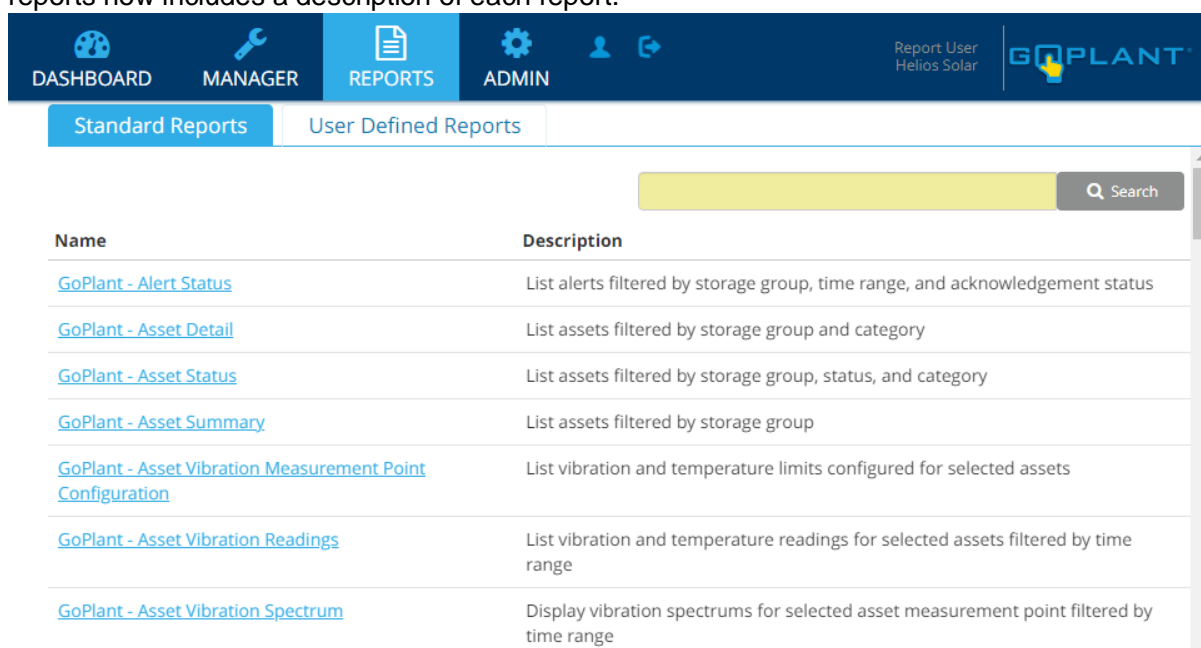 reports now includes a description of each report.
DASHBOARD MANAGER REPORTS ADMIN
Report User
Helios Solar
GOPLANT
Standard Reports User Defined Reports
Search
Name Description
GoPlant - Alert Status List alerts filtered by storage group, time range, and acknowledgement status
GoPlant - Asset Detail List assets filtered by storage group and category
GoPlant - Asset Status List assets filtered by storage group, status, and category
GoPlant - Asset Summary List assets filtered by storage group
GoPlant - Asset Vibration Measurement Point
Configuration
List vibration and temperature limits configured for selected assets
GoPlant - Asset Vibration Readings
List vibration and temperature readings for selected assets filtered by time
range
GoPlant - Asset Vibration Spectrum
Display vibration spectrums for selected asset measurement point filtered by
time range